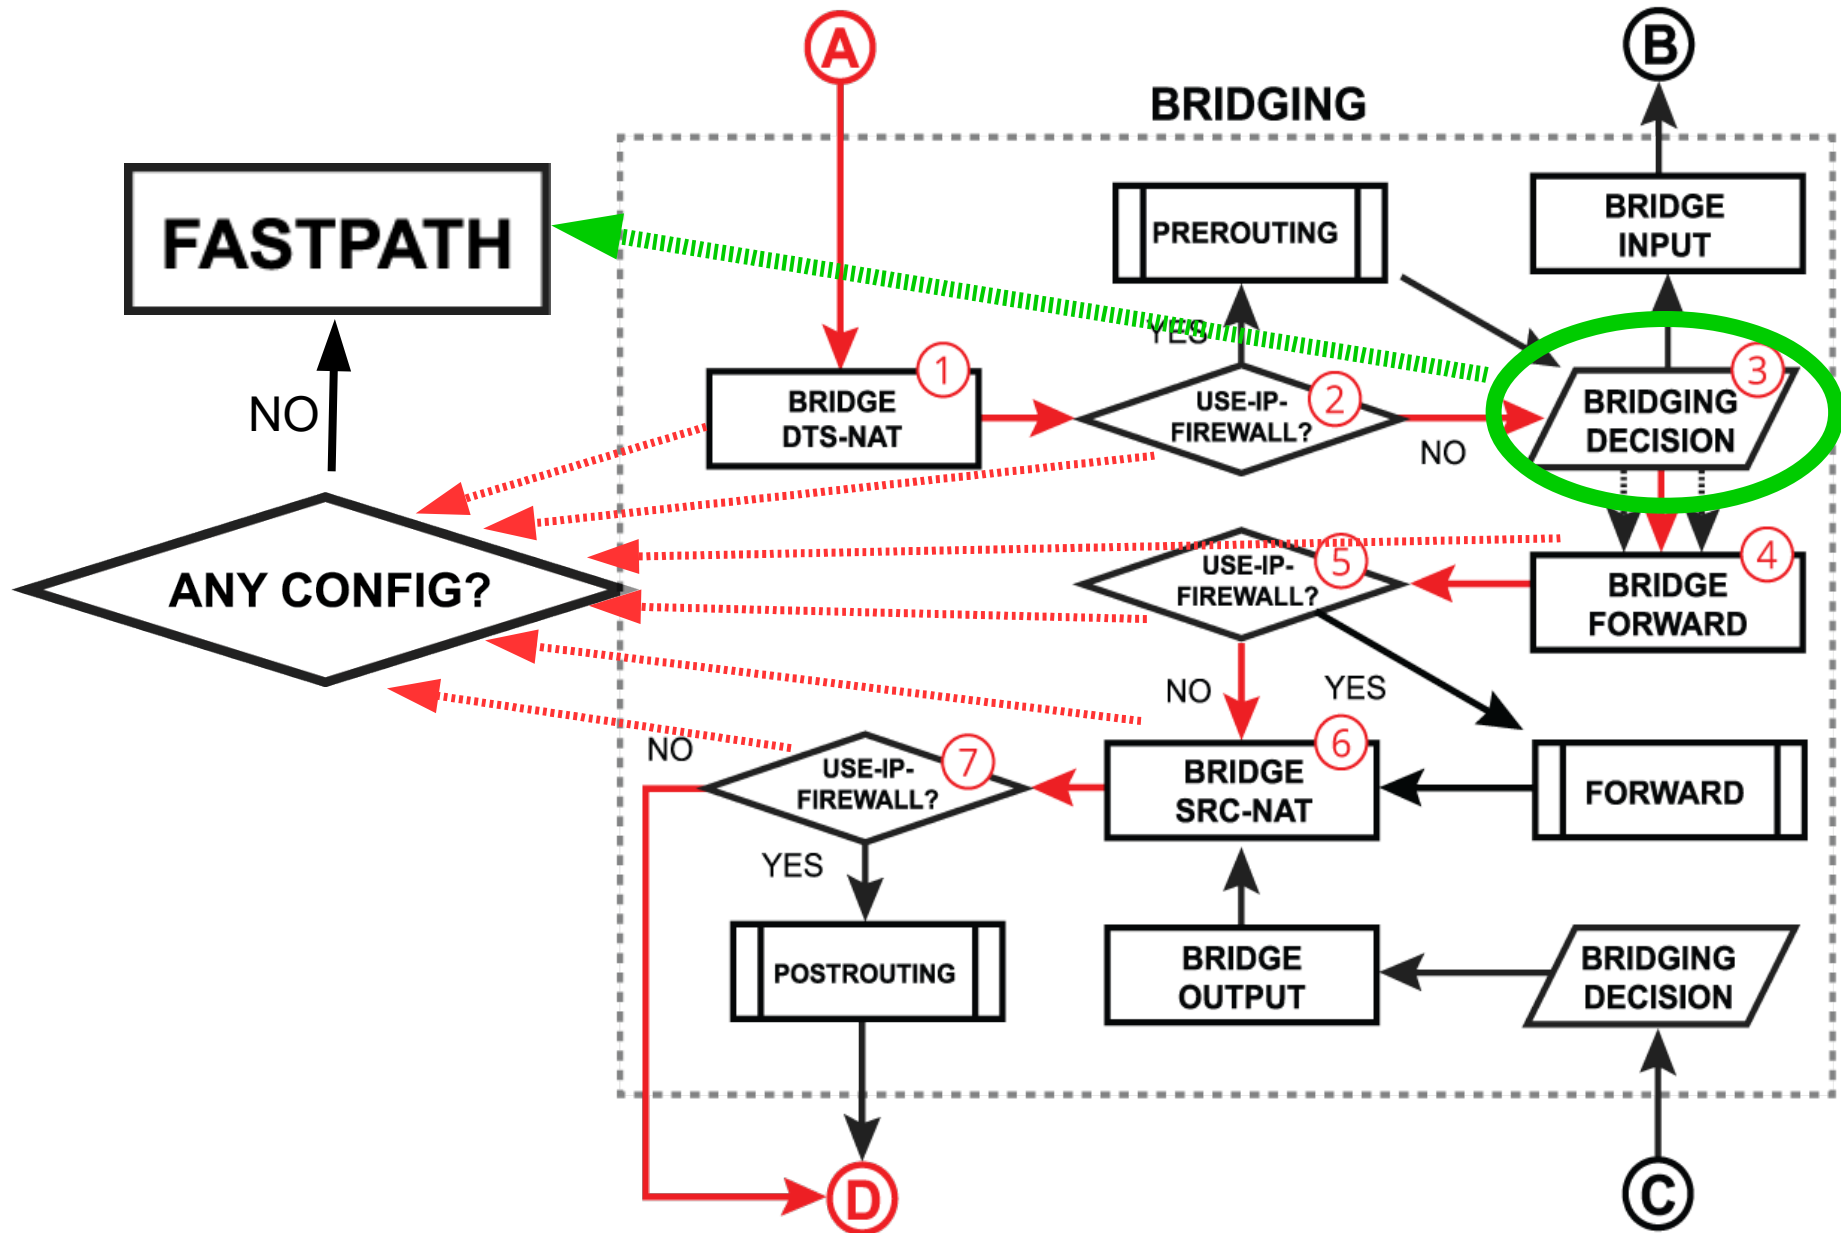 A
B
BRIDGING
FASTPATH
PREROUTING
BRIDGE
INPUT
YES
1
BRIDGE
DTS-NAT
2
USE-IP-
FIREWALL?
NO
3
BRIDGING
DECISION
NO
ANY CONFIG?
5
USE-IP-
FIREWALL?
4
BRIDGE
FORWARD
NO
YES
NO
7
USE-IP-
FIREWALL?
6
BRIDGE
SRC-NAT
FORWARD
YES
POSTROUTING
BRIDGE
OUTPUT
BRIDGING
DECISION
D
C